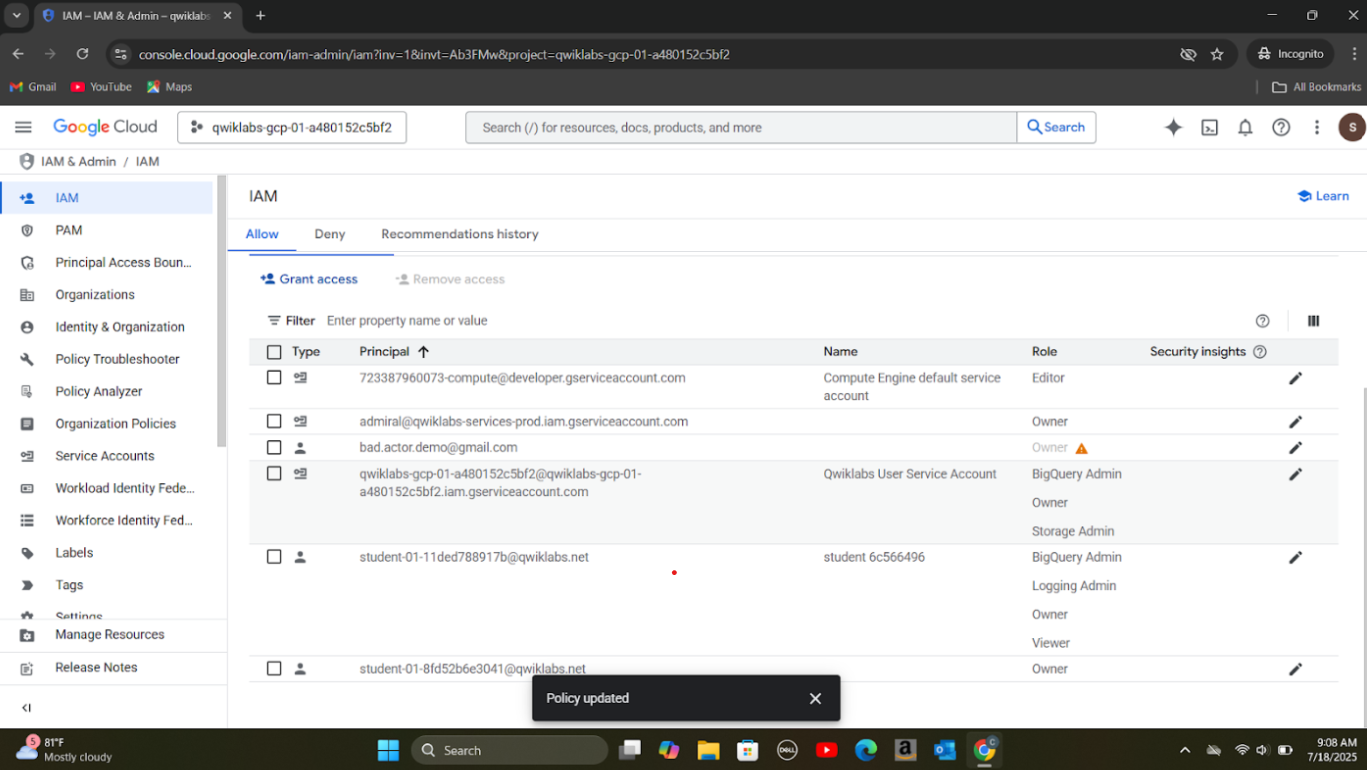 IAM – IAM & Admin – qwiklabs
console.cloud.google.com/iam-admin/iam?inv=1&invt=Ab3FMw&project=qwiklabs-gcp-01-a480152c5bf2
Incognito
Gmail
YouTube
Maps
All Bookmarks
Google Cloud
qwiklabs-gcp-01-a480152c5bf2
Search (/) for resources, docs, products, and more
Search
S
IAM & Admin / IAM
IAM
PAM
Principal Access Boun...
Organizations
Identity & Organization
Policy Troubleshooter
Policy Analyzer
Organization Policies
Service Accounts
Workload Identity Fede...
Workforce Identity Fed...
Labels
Tags
Settings
Manage Resources
Release Notes
IAM
Learn
Allow
Deny
Recommendations history
Grant access
Remove access
Filter Enter property name or value
Type Principal Name Role Security insights
723387960073-compute@developer.gserviceaccount.com Compute Engine default service Editor
account
admiral@qwiklabs-services-prod.iam.gserviceaccount.com Owner
bad.actor.demo@gmail.com Owner
qwiklabs-gcp-01-a480152c5bf2@qwiklabs-gcp-01- Qwiklabs User Service Account BigQuery Admin
a480152c5bf2.iam.gserviceaccount.com
Owner
Storage Admin
student-01-11ded788917b@qwiklabs.net student 6c566496 BigQuery Admin
Logging Admin
Owner
Viewer
student-01-8fd52b6e3041@qwiklabs.net Owner
Policy updated
5
81°F
Mostly cloudy
Search
DELL
9:08 AM
7/18/2025